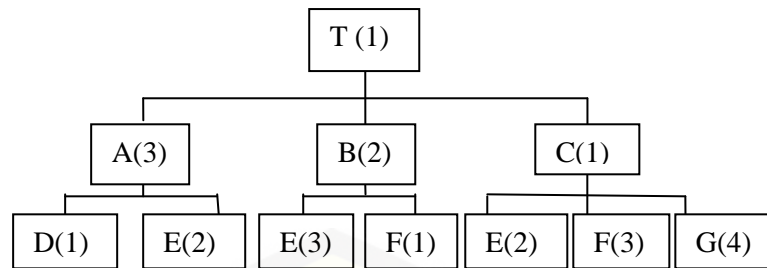 T (1)
A(3) B(2) C(1)
D(1) E(2) E(3) F(1) E(2) F(3) G(4)